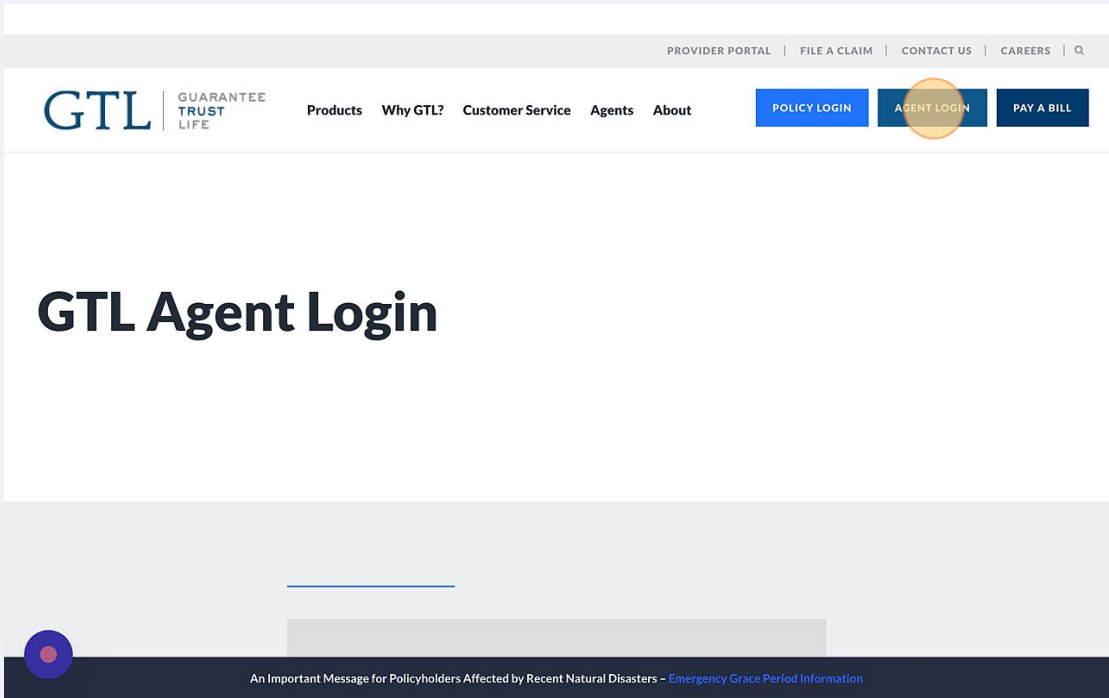 PROVIDER PORTAL | FILE A CLAIM | CONTACT US | CAREERS |
GTL | GUARANTEE
TRUST
LIFE
Products Why GTL? Customer Service Agents About
POLICY LOGIN
AGENT LOGIN
PAY A BILL
GTL Agent Login
An Important Message for Policyholders Affected by Recent Natural Disasters – Emergency Grace Period Information